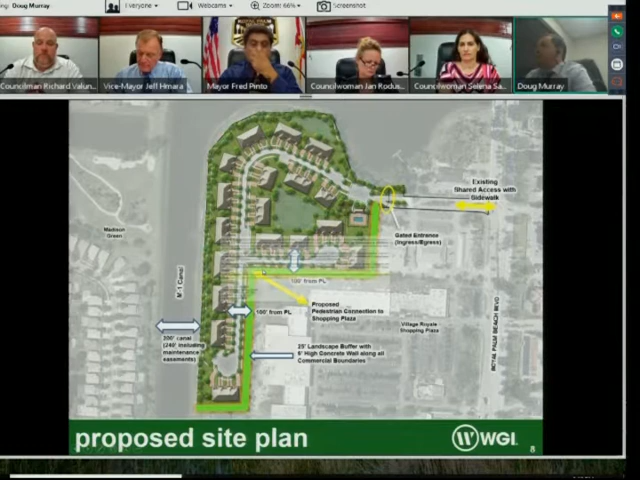 ng: Doug Murray
Everyone
Webcams
Zoom: 66%
Screenshot
Councilman Richard Valun...
Vice-Mayor Jeff Hmara
Mayor Fred Pinto
Councilwoman Jan Rodus...
Councilwoman Selena Sa...
Doug Murray
Existing
Shared Access with
Sidewalk
Gated Entrance
(Ingress/Egress)
Madison
Green
M-1 Canal
100' from PL
100' from PL
Proposed
Pedestrian Connection to
Shopping Plaza
Village Royale
Shopping Plaza
ROYAL PALM BEACH BLVD
200' canal
(240' including
maintenance
easements)
25' Landscape Buffer with
6' High Concrete Wall along all
Commercial Boundaries
proposed site plan
WGI.
8